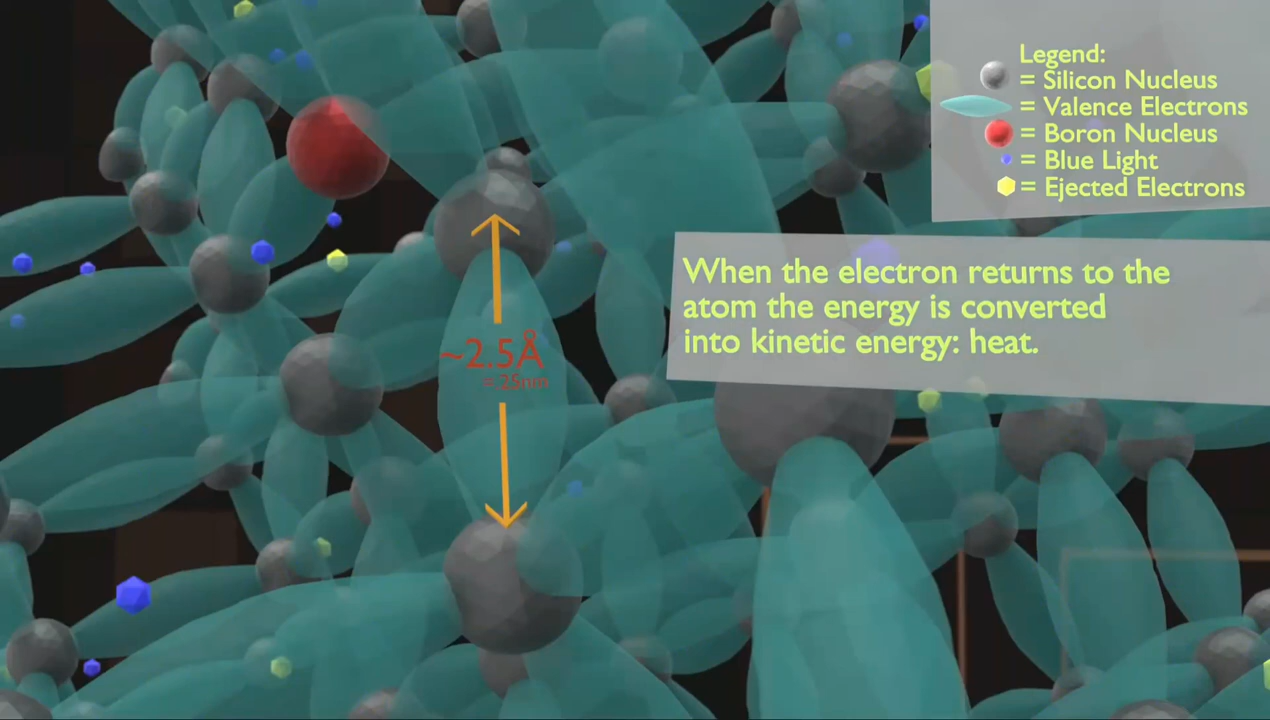 Legend:
= Silicon Nucleus
= Valence Electrons
= Boron Nucleus
= Blue Light
= Ejected Electrons
When the electron returns to the
atom the energy is converted
into kinetic energy: heat.
~2.5Å
=.25nm